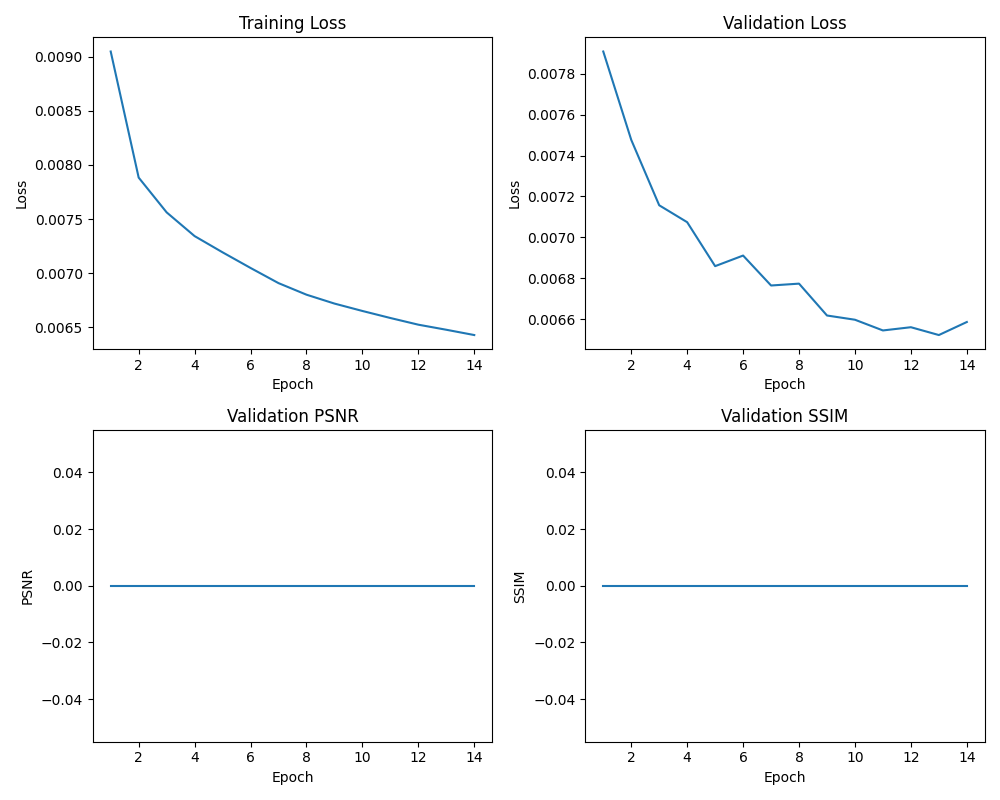 Training Loss
Validation Loss
0.0090
0.0085
0.0080
0.0075
0.0070
0.0065
Loss
2 4 6 8 10 12 14
Epoch
0.0078
0.0076
0.0074
0.0072
0.0070
0.0068
0.0066
Loss
2 4 6 8 10 12 14
Epoch
Validation PSNR
Validation SSIM
0.04
0.02
0.00
−0.02
−0.04
PSNR
2 4 6 8 10 12 14
Epoch
0.04
0.02
0.00
−0.02
−0.04
SSIM
2 4 6 8 10 12 14
Epoch